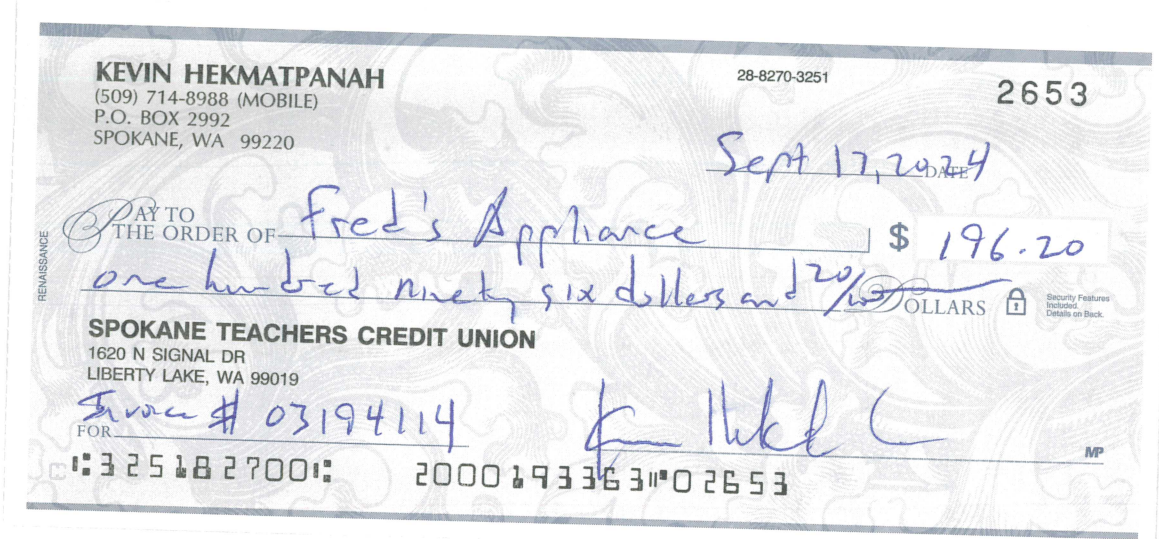 KEVIN HEKMATPANAH
(509) 714-8988 (MOBILE)
P.O. BOX 2992
SPOKANE, WA 99220
28-8270-3251
2653
Sept 17, 2024
DATE
PAY TO
THE ORDER OF Fred's Appliance $ 196.20
one hundred ninety six dollars and 20/100 DOLLARS
Security Features
Included.
Details on Back.
RENAISSANCE
SPOKANE TEACHERS CREDIT UNION
1620 N SIGNAL DR
LIBERTY LAKE, WA 99019
FOR Invoice # 03194114
MP
⑆325182700⑆ 2000193363⑈02653